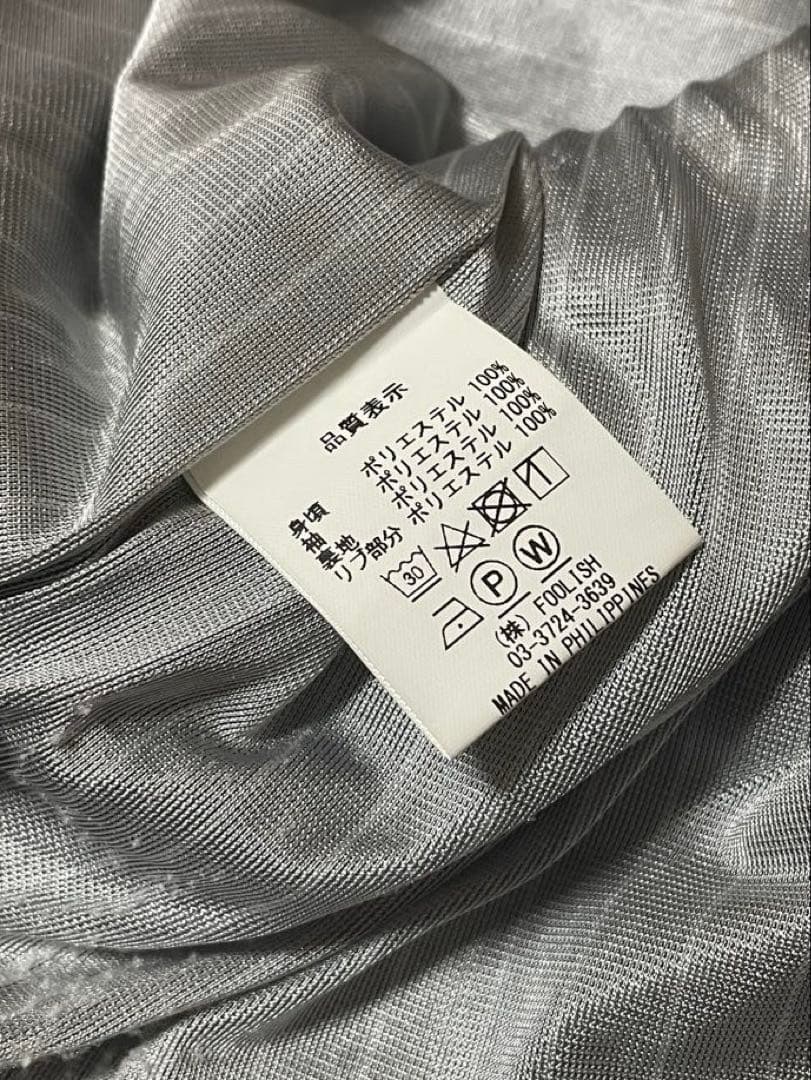 品質表示
身頃 ポリエステル 100%
袖 ポリエステル 100%
裏地 ポリエステル 100%
リブ部分 ポリエステル 100%
30
P W
(株) FOOLISH
03-3724-3639
MADE IN PHILIPPINES